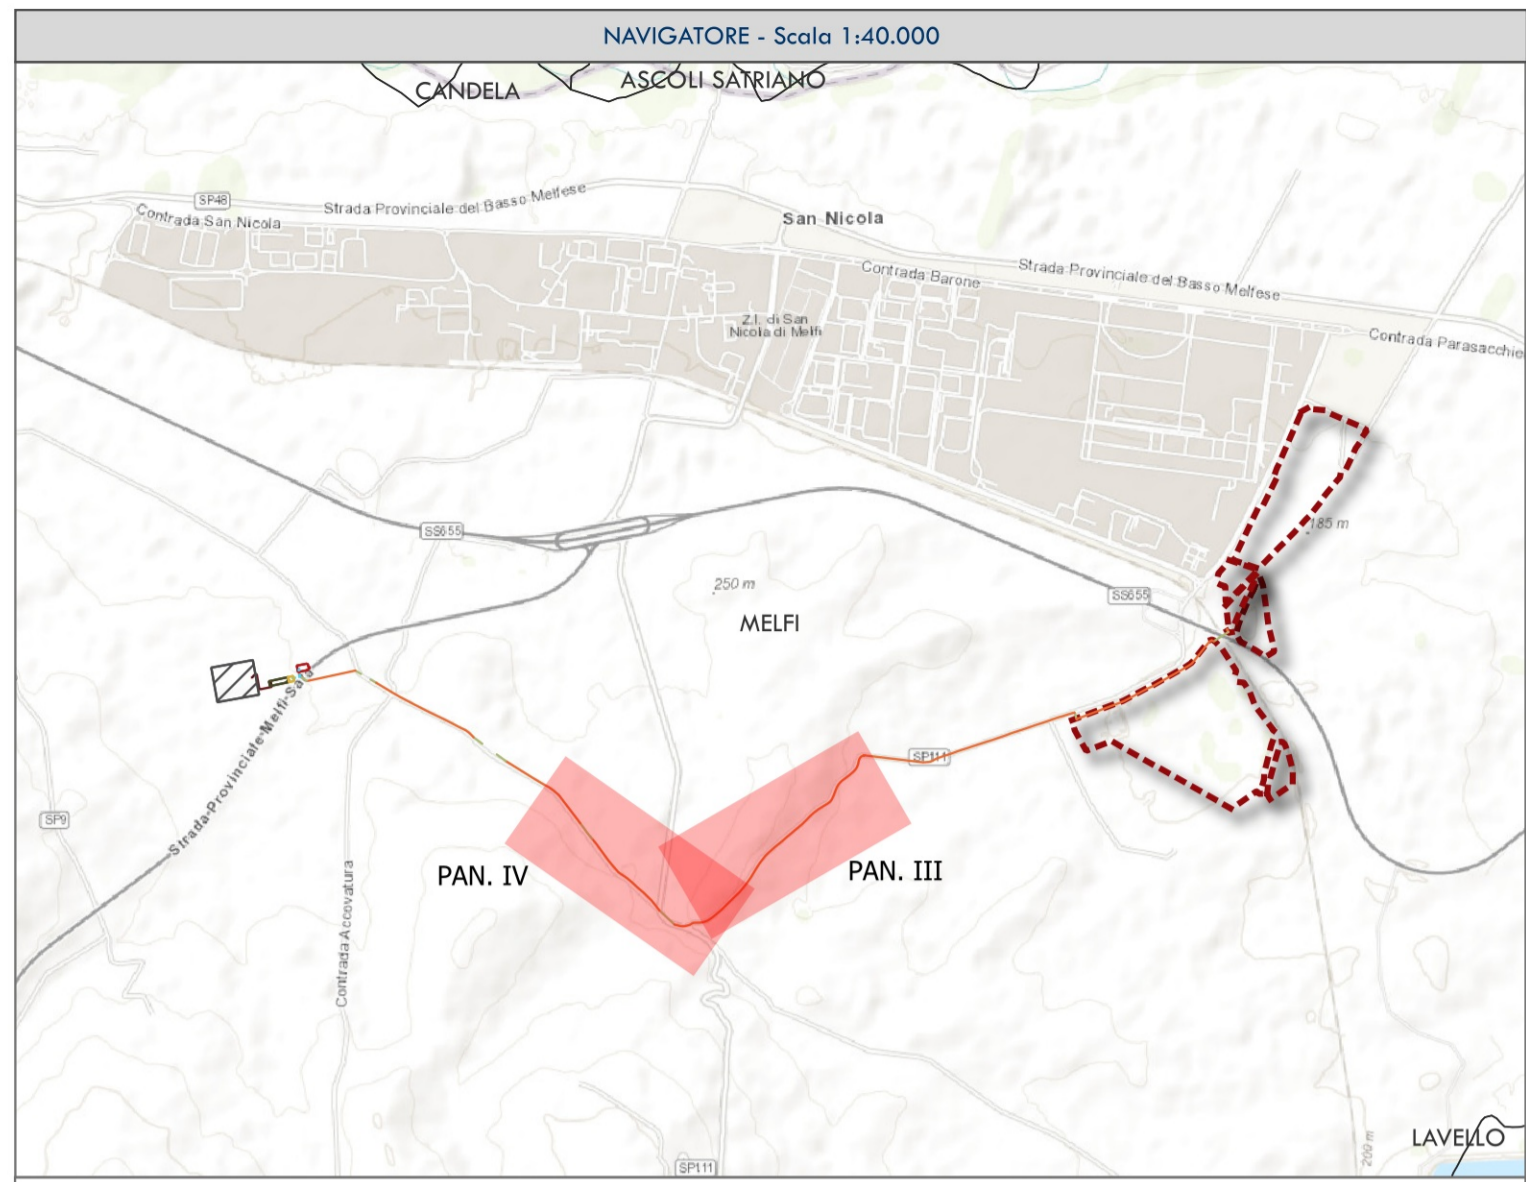 NAVIGATORE - Scala 1:40.000
CANDELA
ASCOLI SATRIANO
SP48
Strada Provinciale del Basso Melfese
Contrada San Nicola
San Nicola
Contrada Barone
Strada Provinciale del Basso Melfese
Z.I. di San
Nicola di Melfi
Contrada Parasacchie
SS655
185 m
250 m
SS655
MELFI
Strada-Provinciale-Melfi-Sata
SP111
SP9
PAN. IV
PAN. III
Contrada Accovatura
LAVELLO
209 m
SP111